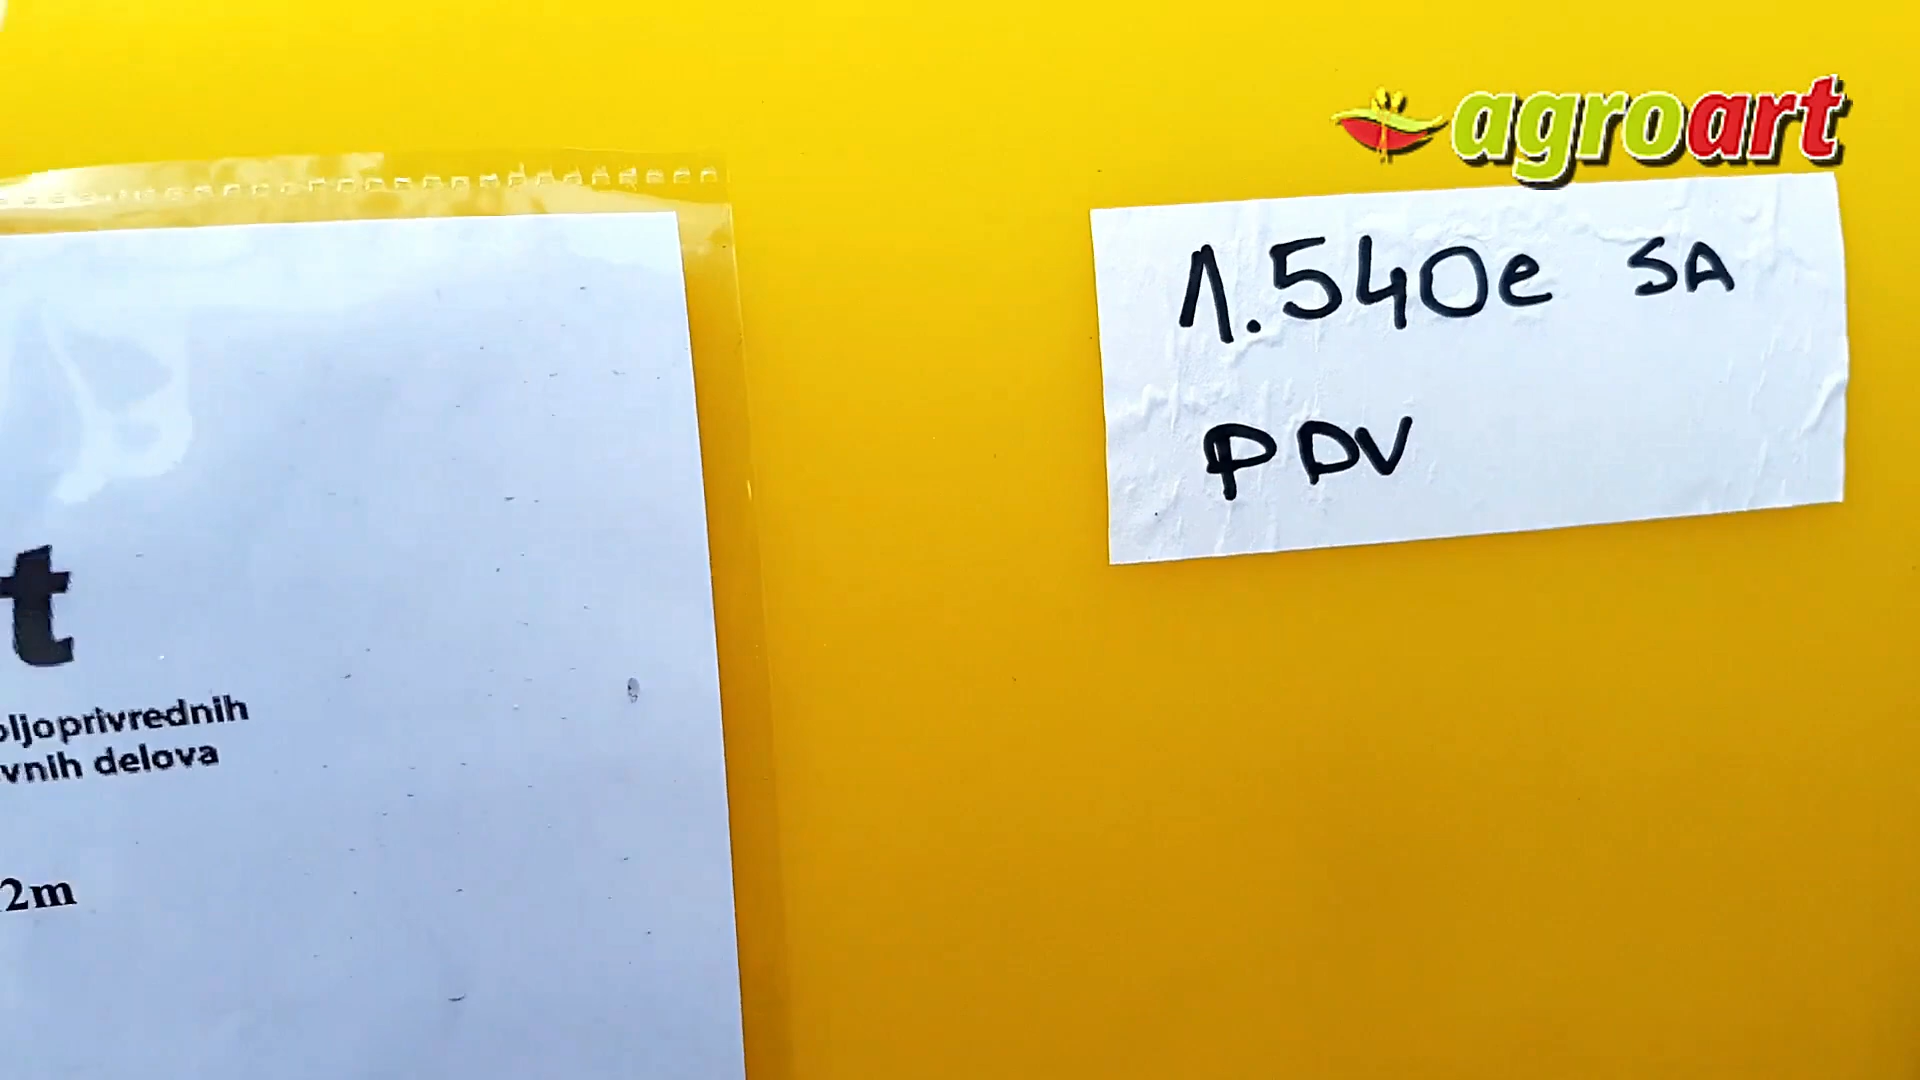 agroart
1.540e SA
PDV
t
oljoprivrednih
vnih delova
2m